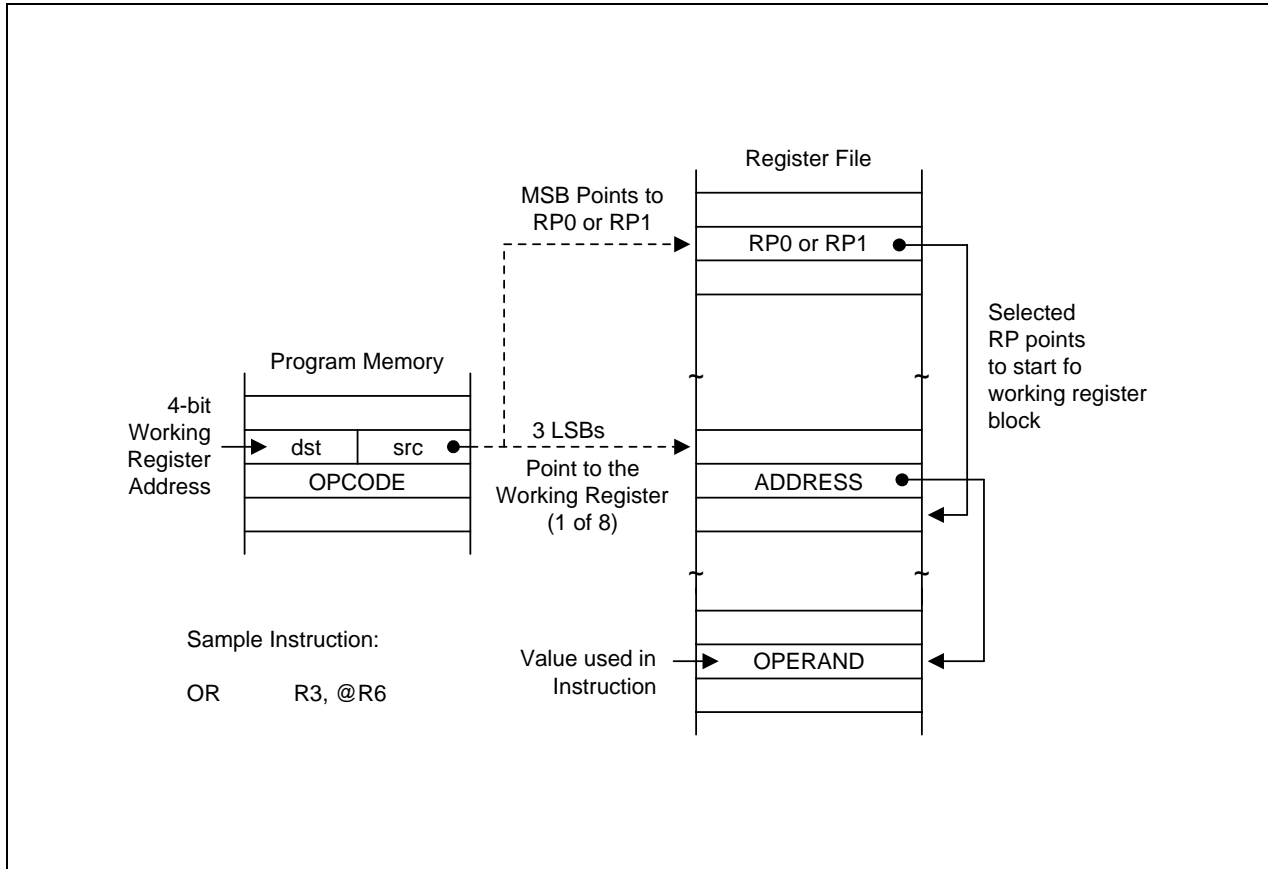 Register File
MSB Points to
RP0 or RP1
RP0 or RP1
Selected
RP points
to start fo
working register
block
Program Memory
4-bit
Working
Register
Address
dst
src
3 LSBs
OPCODE
Point to the
Working Register
(1 of 8)
ADDRESS
~
~
~
~
Sample Instruction:
OR R3, @R6
Value used in
Instruction
OPERAND